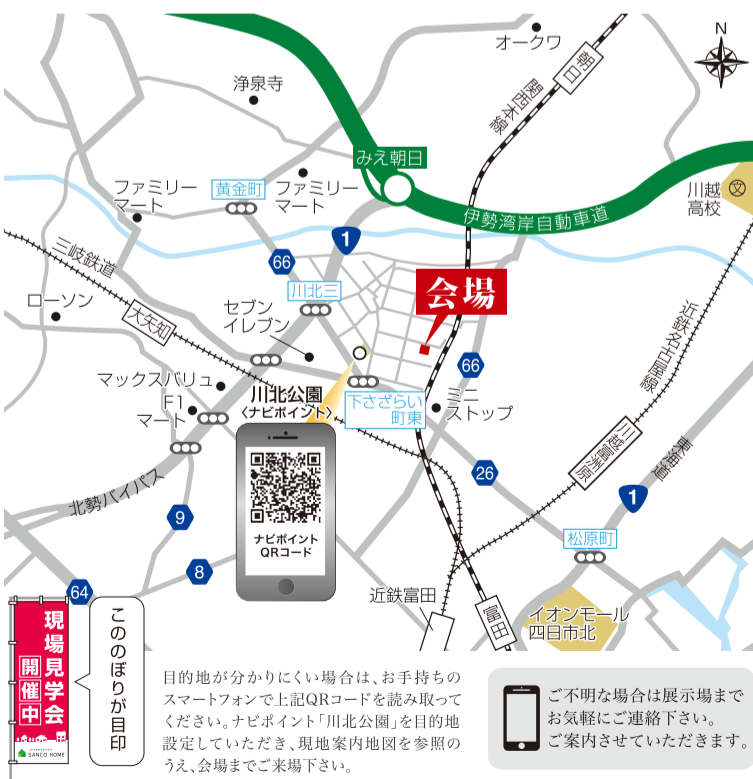 オークワ
N
朝日
浄泉寺
関西本線
みえ朝日
ファミリー
マート
黄金町
ファミリー
マート
川越
高校
文
伊勢湾岸自動車道
1
66
三岐鉄道
川北三
会場
ローソン
大矢知
セブン
イレブン
近鉄名古屋線
66
マックスバリュ
F1
マート
川北公園
〈ナビポイント〉
下さざらい
町東
ミニ
ストップ
川越富洲原
東海道
26
1
北勢バイパス
9
ナビポイント
QRコード
松原町
8
64
近鉄富田
富田
イオンモール
四日市北
現場見学会
開催中
SANCO HOME
こののぼりが目印
目的地が分かりにくい場合は、お手持ちの
スマートフォンで上記QRコードを読み取って
ください。ナビポイント「川北公園」を目的地
設定していただき、現地案内地図を参照の
うえ、会場までご来場下さい。
ご不明な場合は展示場まで
お気軽にご連絡下さい。
ご案内させていただきます。